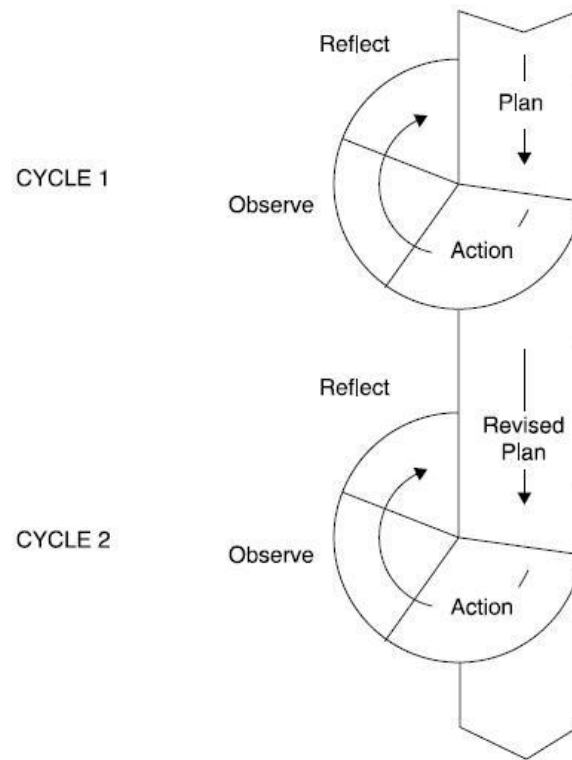 Reflect
Plan
CYCLE 1
Observe
Action
Reflect
Revised
Plan
CYCLE 2
Observe
Action